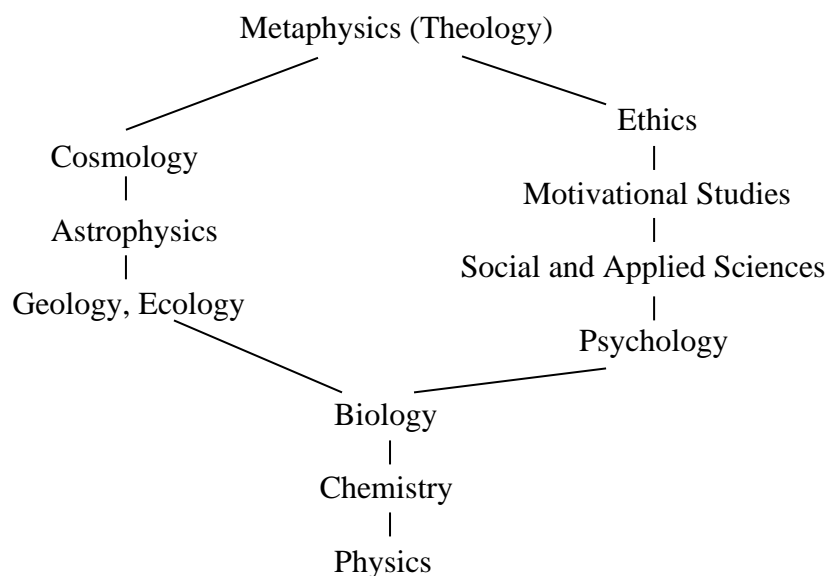 Metaphysics (Theology)
Ethics
Cosmology
Motivational Studies
Astrophysics
Social and Applied Sciences
Geology, Ecology
Psychology
Biology
Chemistry
Physics